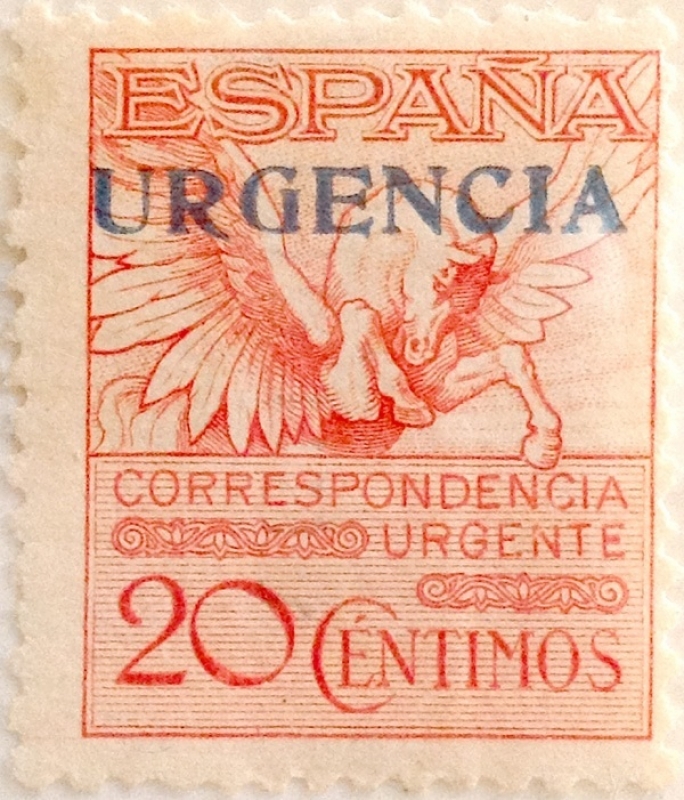 ESPAÑA
URGENCIA
CORRESPONDENCIA
URGENTE
20 CÉNTIMOS